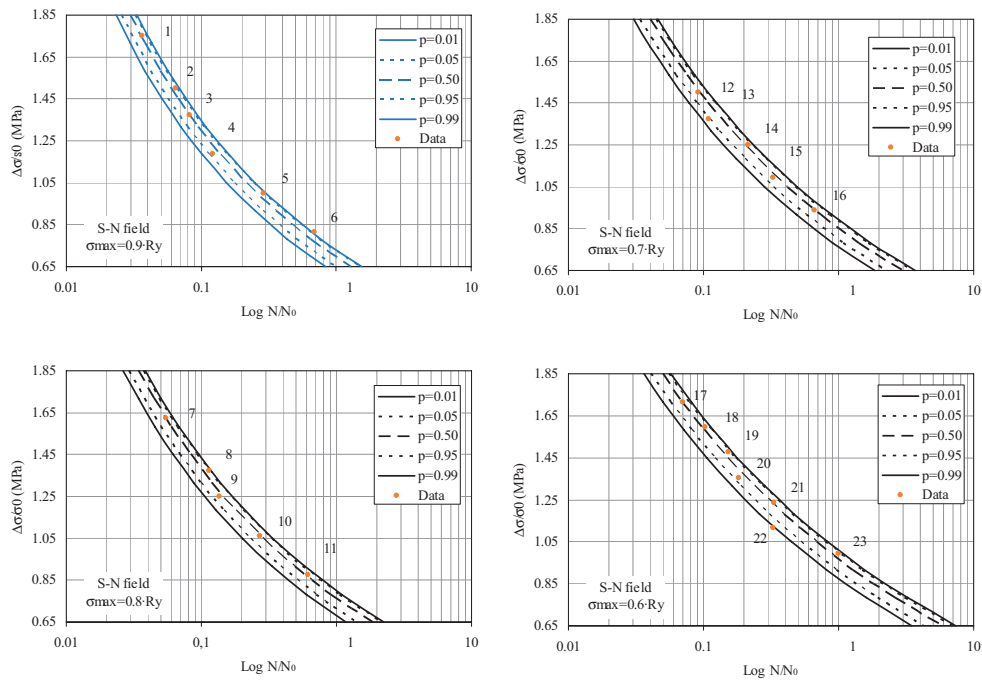 1.85
1.65
1.45
1.25
1.05
0.85
0.65
Δσ/s0 (MPa)
1
2
3
4
5
6
p=0.01
p=0.05
p=0.50
p=0.95
p=0.99
Data
S-N field
σmax=0.9·Ry
0.01
0.1
1
10
Log N/N0
1.85
1.65
1.45
1.25
1.05
0.85
0.65
Δσ/σ0 (MPa)
12
13
14
15
16
p=0.01
p=0.05
p=0.50
p=0.95
p=0.99
Data
S-N field
σmax=0.7·Ry
0.01
0.1
1
10
Log N/N0
1.85
1.65
1.45
1.25
1.05
0.85
0.65
Δσ/σ0 (MPa)
7
8
9
10
11
p=0.01
p=0.05
p=0.50
p=0.95
p=0.99
Data
S-N field
σmax=0.8·Ry
0.01
0.1
1
10
Log N/N0
1.85
1.65
1.45
1.25
1.05
0.85
0.65
Δσ/σ0 (MPa)
17
18
19
20
21
22
23
p=0.01
p=0.05
p=0.50
p=0.95
p=0.99
Data
S-N field
σmax=0.6·Ry
0.01
0.1
1
10
Log N/N0